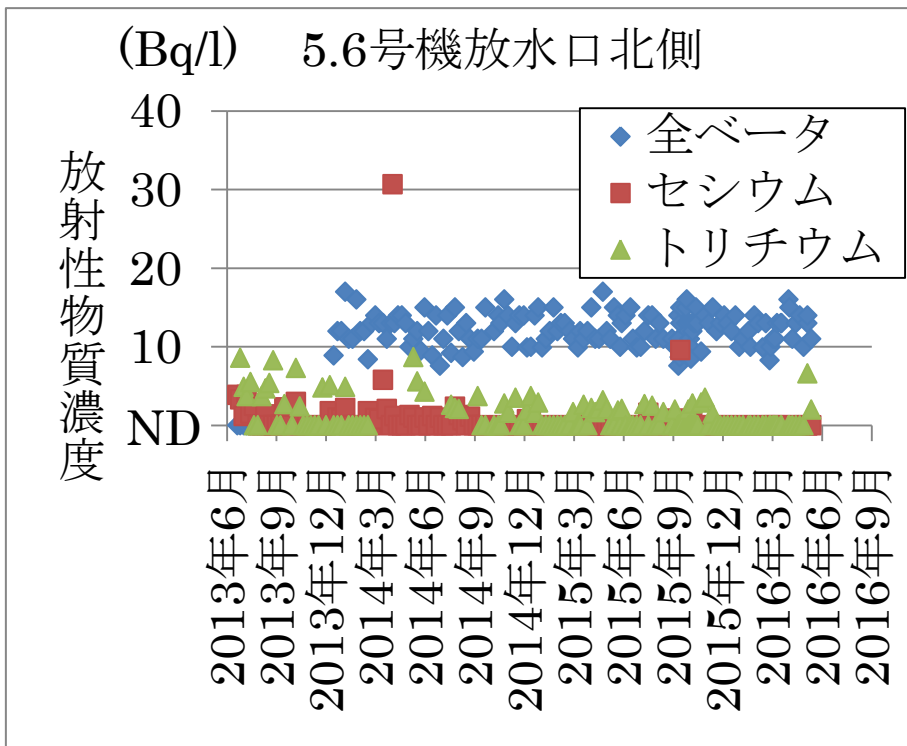 (Bq/l) 5.6号機放水口北側
放射性物質濃度
40
30
20
10
ND
全ベータ
セシウム
トリチウム
2013年6月
2013年9月
2013年12月
2014年3月
2014年6月
2014年9月
2014年12月
2015年3月
2015年6月
2015年9月
2015年12月
2016年3月
2016年6月
2016年9月